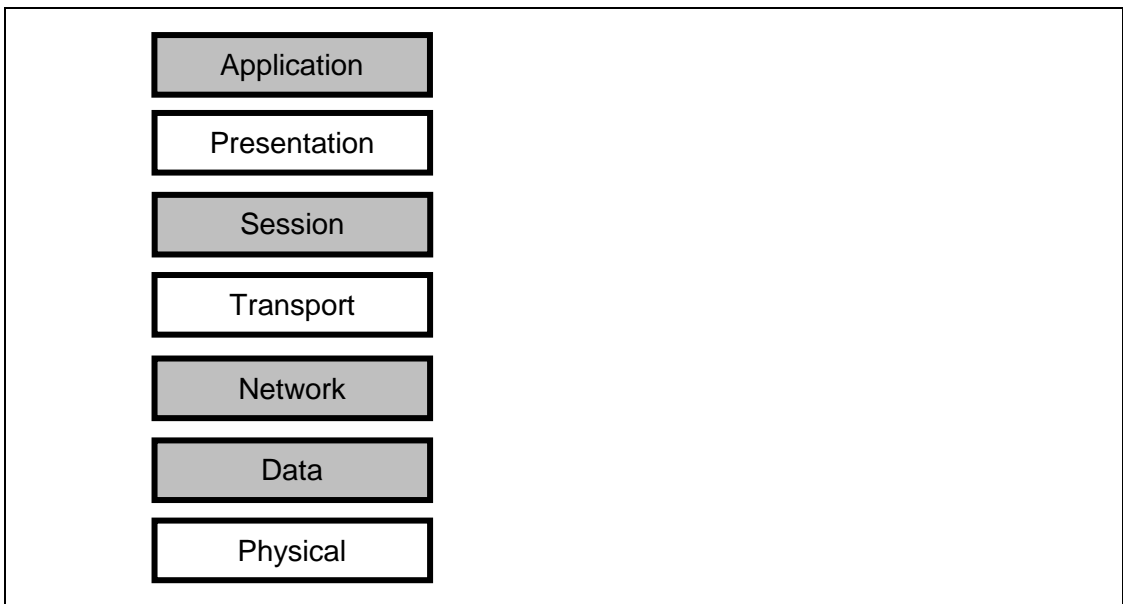 Application
Presentation
Session
Transport
Network
Data
Physical